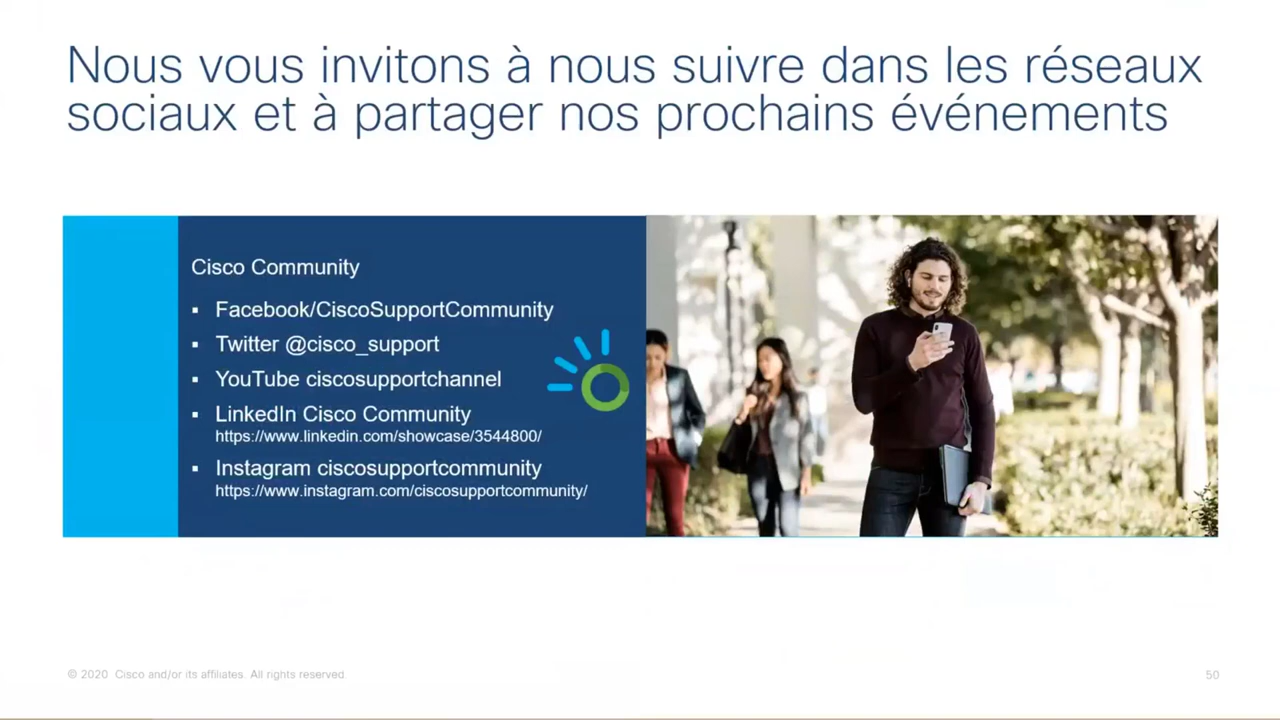 Nous vous invitons à nous suivre dans les réseaux
sociaux et à partager nos prochains événements
Cisco Community
▪ Facebook/CiscoSupportCommunity
▪ Twitter @cisco_support
▪ YouTube ciscosupportchannel
▪ LinkedIn Cisco Community
https://www.linkedin.com/showcase/3544800/
▪ Instagram ciscosupportcommunity
https://www.instagram.com/ciscosupportcommunity/
© 2020 Cisco and/or its affiliates. All rights reserved.
50